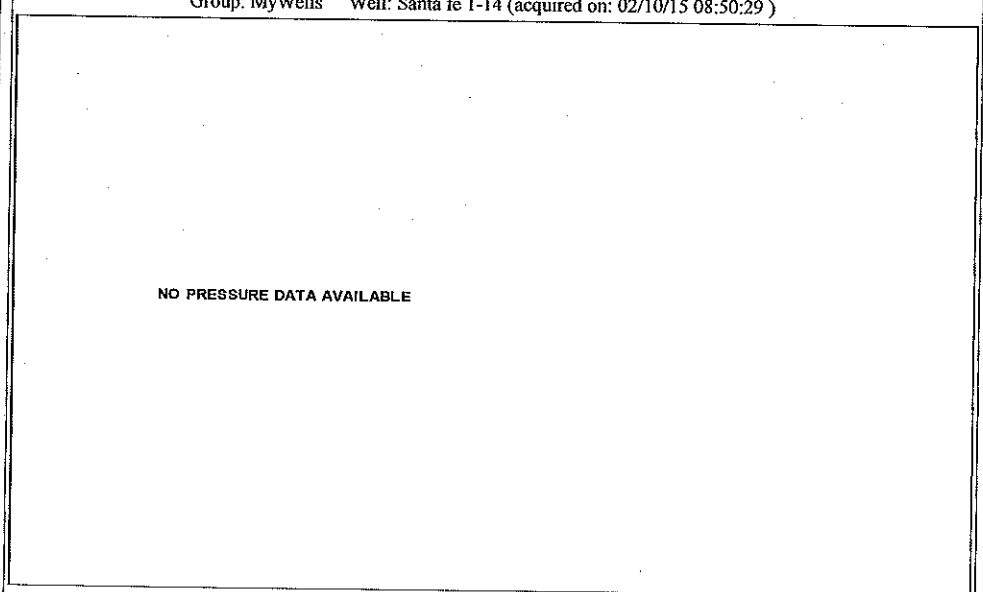 Group: MyWells Well: Santa fe 1-14 (acquired on: 02/10/15 08:50:29 )
NO PRESSURE DATA AVAILABLE